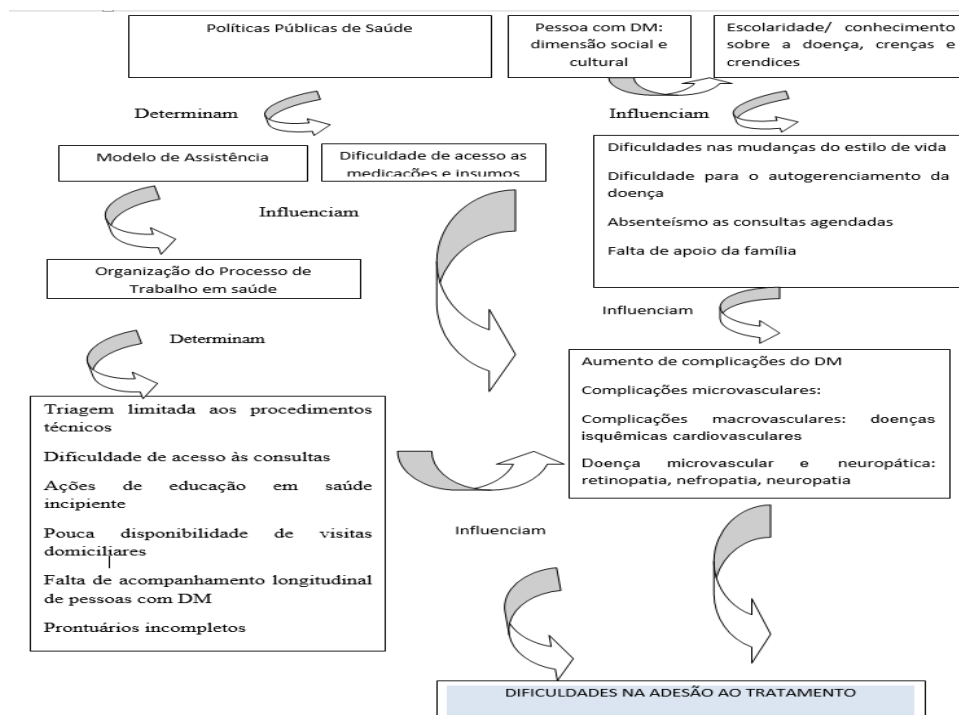 Políticas Públicas de Saúde
Pessoa com DM:
dimensão social e
cultural
Escolaridade/ conhecimento
sobre a doença, crenças e
crendices
Determinam
Influenciam
Modelo de Assistência
Dificuldade de acesso as
medicações e insumos
Dificuldades nas mudanças do estilo de vida
Dificuldade para o autogerenciamento da
doença
Absenteísmo as consultas agendadas
Falta de apoio da família
Influenciam
Organização do Processo de
Trabalho em saúde
Influenciam
Determinam
Aumento de complicações do DM
Complicações microvasculares:
Complicações macrovasculares: doenças
isquêmicas cardiovasculares
Doença microvascular e neuropática:
retinopatia, nefropatia, neuropatia
Triagem limitada aos procedimentos
técnicos
Dificuldade de acesso às consultas
Ações de educação em saúde
incipiente
Pouca disponibilidade de visitas
domiciliares
Falta de acompanhamento longitudinal
de pessoas com DM
Prontuários incompletos
Influenciam
DIFICULDADES NA ADESÃO AO TRATAMENTO